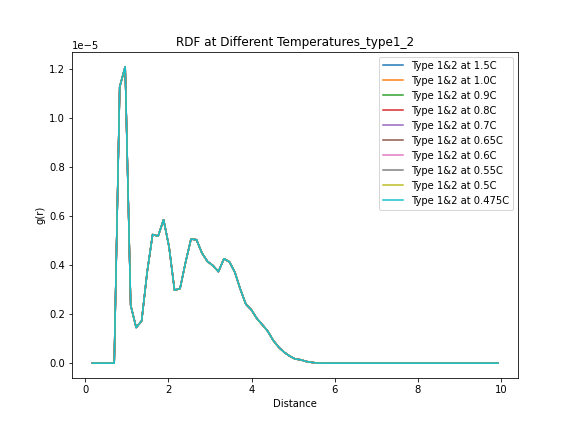 RDF at Different Temperatures_type1_2
1e−5
Type 1&2 at 1.5C
Type 1&2 at 1.0C
Type 1&2 at 0.9C
Type 1&2 at 0.8C
Type 1&2 at 0.7C
Type 1&2 at 0.65C
Type 1&2 at 0.6C
Type 1&2 at 0.55C
Type 1&2 at 0.5C
Type 1&2 at 0.475C
1.2
1.0
0.8
0.6
0.4
0.2
0.0
g(r)
0 2 4 6 8 10
Distance